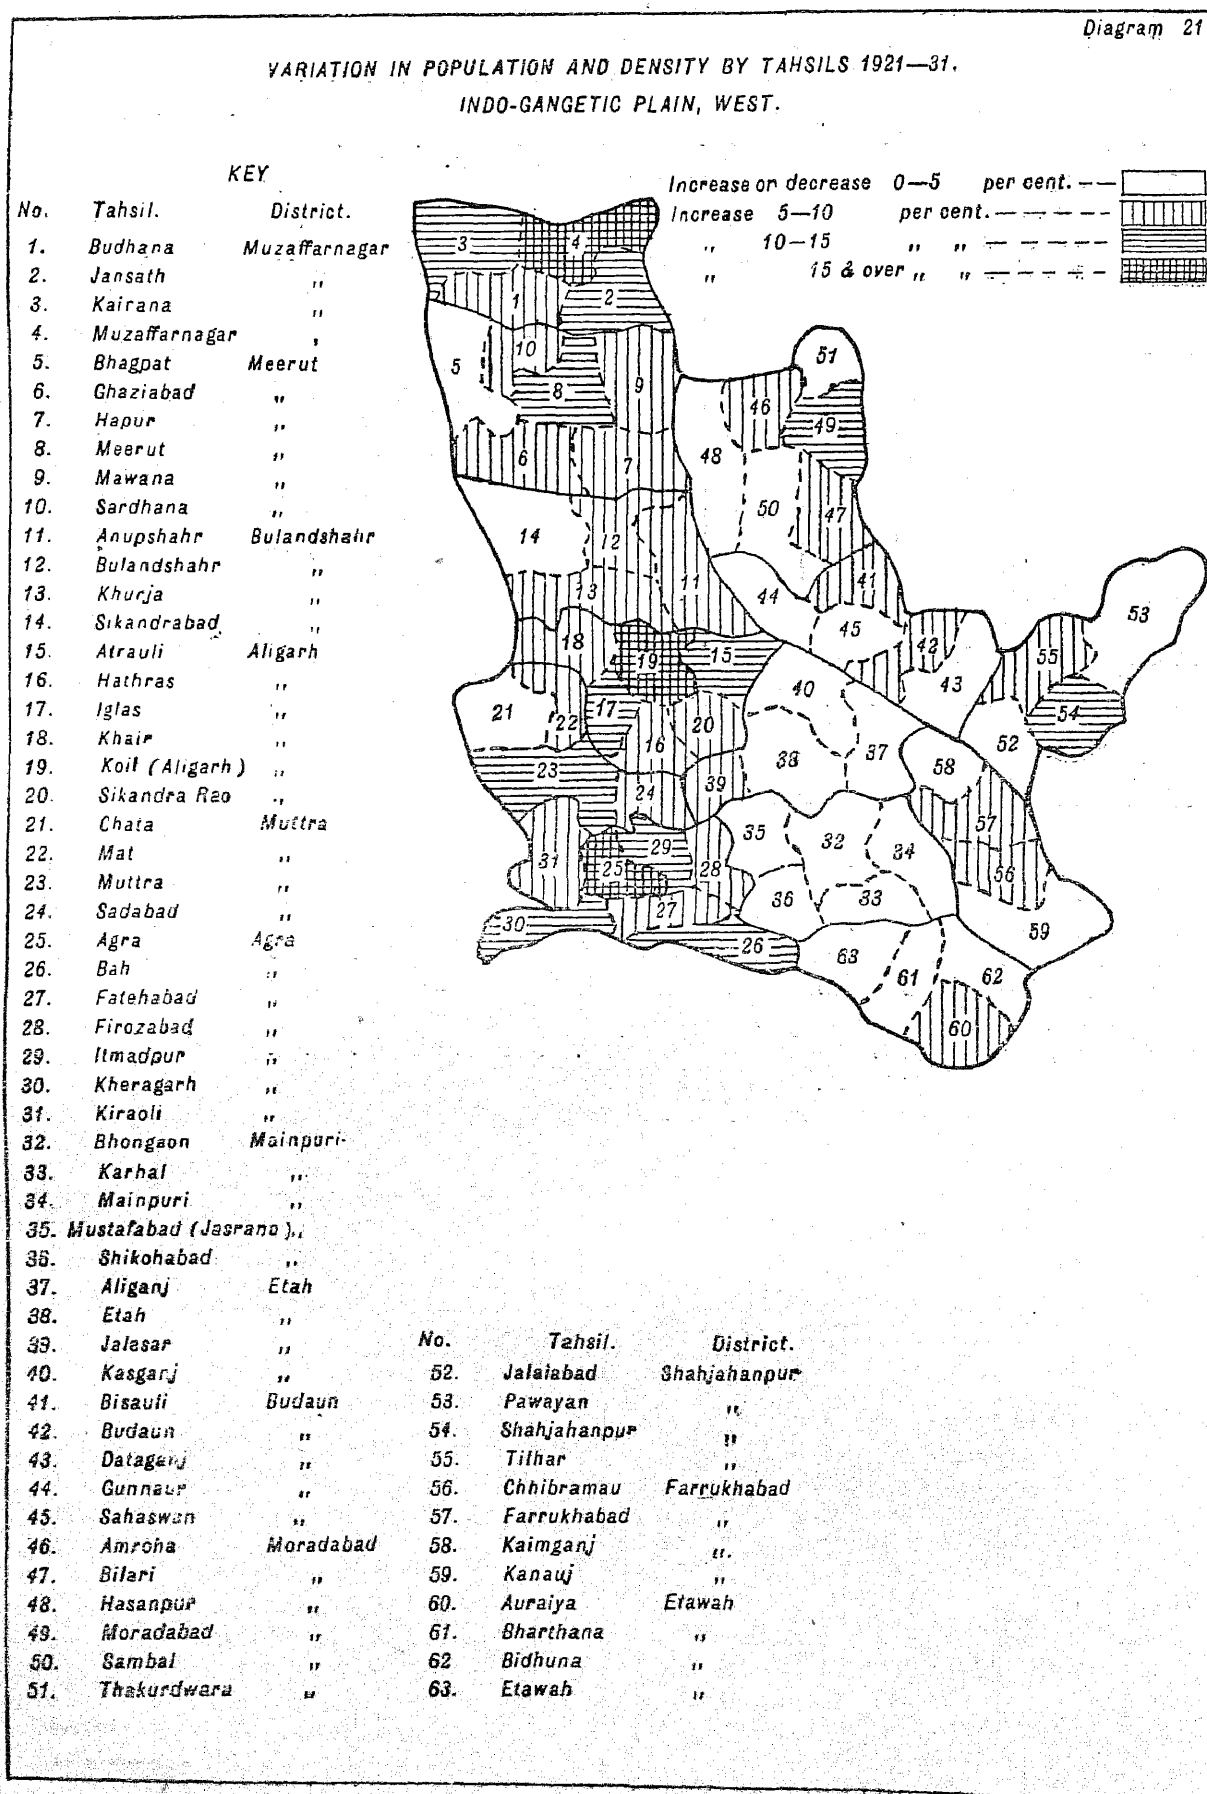 Diagram 21
VARIATION IN POPULATION AND DENSITY BY TAHSILS 1921—31.
INDO-GANGETIC PLAIN, WEST.
KEY
No. Tahsil. District.
1. Budhana Muzaffarnagar
2. Jansath "
3. Kairana "
4. Muzaffarnagar "
5. Bhagpat Meerut
6. Ghaziabad "
7. Hapur "
8. Meerut "
9. Mawana "
10. Sardhana "
11. Anupshahr Bulandshahr
12. Bulandshahr "
13. Khurja "
14. Sikandrabad "
15. Atrauli Aligarh
16. Hathras "
17. Iglas "
18. Khair "
19. Koil (Aligarh) "
20. Sikandra Rao "
21. Chata Muttra
22. Mat "
23. Muttra "
24. Sadabad "
25. Agra Agra
26. Bah "
27. Fatehabad "
28. Firozabad "
29. Itmadpur "
30. Kheragarh "
31. Kiraoli "
32. Bhongaon Mainpuri
33. Karhal "
34. Mainpuri "
35. Mustafabad (Jasrano) "
36. Shikohabad "
37. Aliganj Etah
38. Etah "
39. Jalesar "
40. Kasganj "
41. Bisauli Budaun
42. Budaun "
43. Dataganj "
44. Gunnaur "
45. Sahaswan "
46. Amroha Moradabad
47. Bilari "
48. Hasanpur "
49. Moradabad "
50. Sambal "
51. Thakurdwara "
No. Tahsil. District.
52. Jalalabad Shahjahanpur
53. Pawayan "
54. Shahjahanpur "
55. Tilhar "
56. Chhibramau Farrukhabad
57. Farrukhabad "
58. Kaimganj "
59. Kanauj "
60. Auraiya Etawah
61. Bharthana "
62 Bidhuna "
63. Etawah "
Increase or decrease 0—5 per cent.
Increase 5—10 per cent.
" 10—15 " "
" 15 & over " "
3 4
1 2
5 10 8 9
51
46
49
6 7 48
50 47
14 12
13 11 44 41
53
18 19 15 45 42 55
40 43
21 22 17 16 20 54
38 37 58 52
23 24 39
57
31 25 29 28 35 32 34
56
30 27 36 33
26 63 61 62 59
60